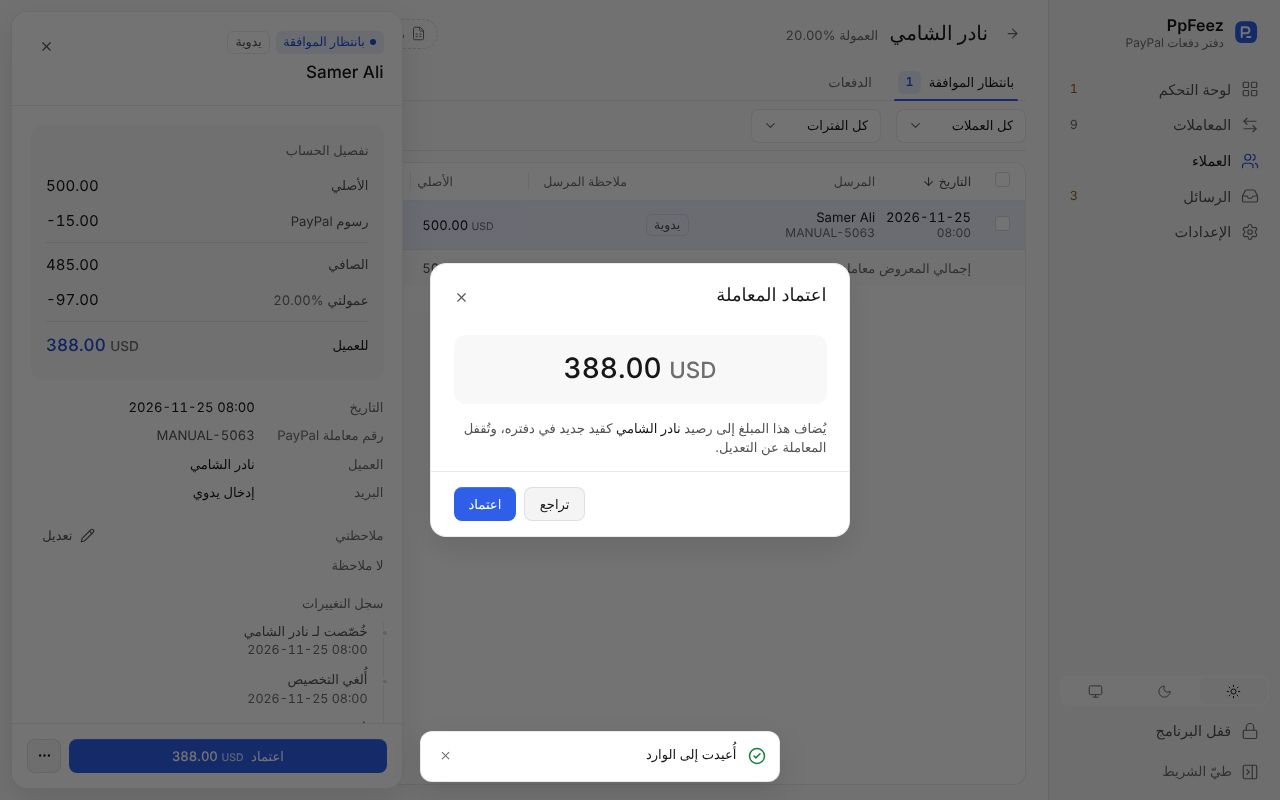 PpFeez
دفتر دفعات PayPal
لوحة التحكم 1
المعاملات 9
العملاء
الرسائل 3
الإعدادات
قفل البرنامج
طيّ الشريط
نادر الشامي العمولة 20.00%
بانتظار الموافقة 1
الدفعات
كل العملات
كل الفترات
التاريخ
المرسل
ملاحظة المرسل
الأصلي
2026-11-25
08:00
Samer Ali
MANUAL-5063
يدوية
500.00 USD
إجمالي المعروض
اعتماد المعاملة
388.00 USD
يُضاف هذا المبلغ إلى رصيد نادر الشامي كقيد جديد في دفتره، وتُقفل
المعاملة عن التعديل.
تراجع
اعتماد
أُعيدت إلى الوارد
بانتظار الموافقة
يدوية
Samer Ali
تفصيل الحساب
الأصلي 500.00
رسوم PayPal -15.00
الصافي 485.00
عمولتي 20.00% -97.00
للعميل 388.00 USD
التاريخ 2026-11-25 08:00
رقم معاملة PayPal MANUAL-5063
العميل نادر الشامي
البريد إدخال يدوي
ملاحظتي
تعديل
لا ملاحظة
سجل التغييرات
خُصّصت لـ نادر الشامي
2026-11-25 08:00
أُلغي التخصيص
2026-11-25 08:00
اعتماد 388.00 USD